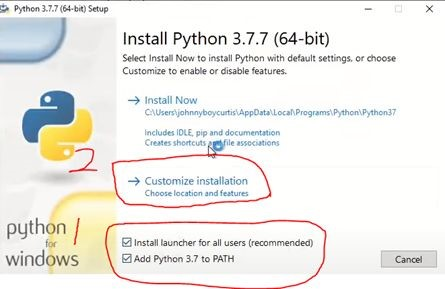 Python 3.7.7 (64-bit) Setup
Install Python 3.7.7 (64-bit)
Select Install Now to install Python with default settings, or choose
Customize to enable or disable features.
Install Now
C:\Users\johnnyboycurtis\AppData\Local\Programs\Python\Python37
Includes IDLE, pip and documentation
Creates shortcuts and file associations
2
Customize installation
Choose location and features
1
python
for
windows
Install launcher for all users (recommended)
Add Python 3.7 to PATH
Cancel